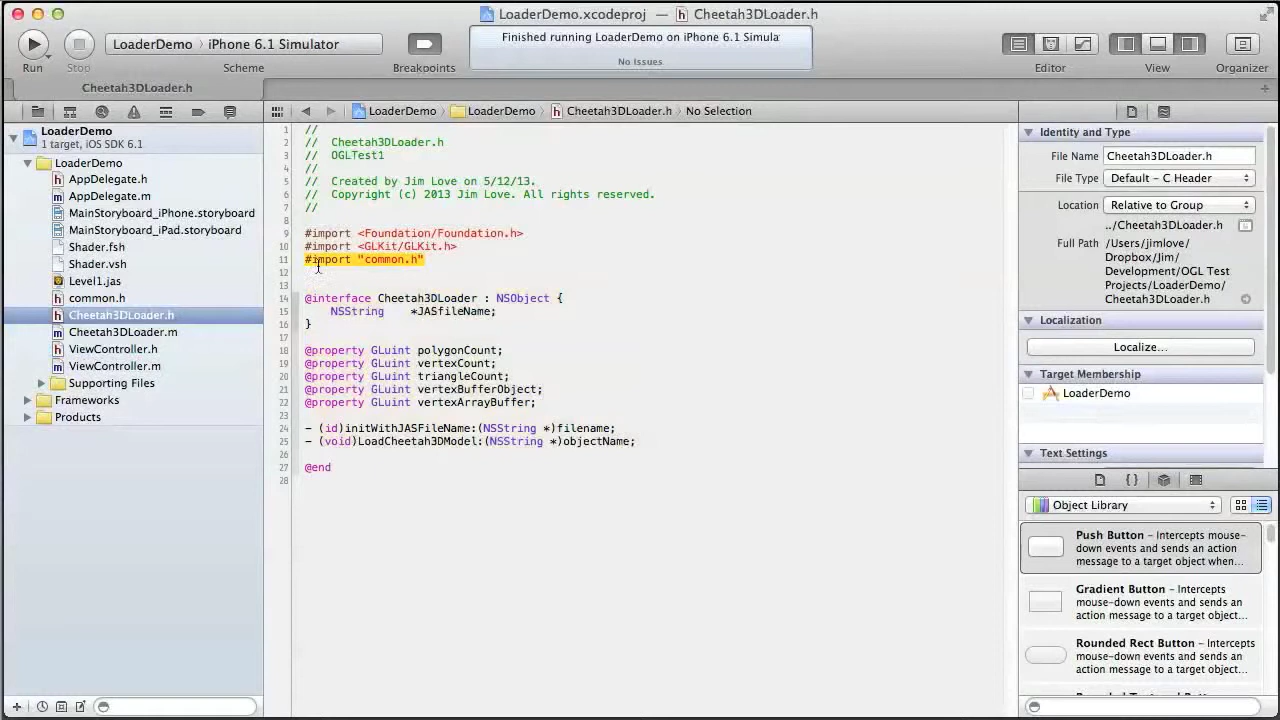 LoaderDemo.xcodeproj — Cheetah3DLoader.h
Run
Stop
LoaderDemo 〉 iPhone 6.1 Simulator
Scheme
Breakpoints
Finished running LoaderDemo on iPhone 6.1 Simula
No Issues
Editor
View
Organizer
Cheetah3DLoader.h
LoaderDemo 〉 LoaderDemo 〉 Cheetah3DLoader.h 〉 No Selection
LoaderDemo
1 target, iOS SDK 6.1
LoaderDemo
AppDelegate.h
AppDelegate.m
MainStoryboard_iPhone.storyboard
MainStoryboard_iPad.storyboard
Shader.fsh
Shader.vsh
Level1.jas
common.h
Cheetah3DLoader.h
Cheetah3DLoader.m
ViewController.h
ViewController.m
Supporting Files
Frameworks
Products
1 //
2 // Cheetah3DLoader.h
3 // OGLTest1
4 //
5 // Created by Jim Love on 5/12/13.
6 // Copyright (c) 2013 Jim Love. All rights reserved.
7 //
8
9 #import <Foundation/Foundation.h>
10 #import <GLKit/GLKit.h>
11 #import "common.h"
12
13
14 @interface Cheetah3DLoader : NSObject {
15 NSString *JASfileName;
16 }
17
18 @property GLuint polygonCount;
19 @property GLuint vertexCount;
20 @property GLuint triangleCount;
21 @property GLuint vertexBufferObject;
22 @property GLuint vertexArrayBuffer;
23
24 - (id)initWithJASFileName:(NSString *)filename;
25 - (void)LoadCheetah3DModel:(NSString *)objectName;
26
27 @end
28
Identity and Type
File Name Cheetah3DLoader.h
File Type Default - C Header
Location Relative to Group
../Cheetah3DLoader.h
Full Path /Users/jimlove/
Dropbox/Jim/
Development/OGL Test
Projects/LoaderDemo/
Cheetah3DLoader.h
Localization
Localize...
Target Membership
LoaderDemo
Text Settings
Object Library
Push Button – Intercepts mouse-
down events and sends an action
message to a target object when...
Gradient Button – Intercepts
mouse-down events and sends an
action message to a target object...
Rounded Rect Button – Intercepts
mouse-down events and sends an
action message to a target object...